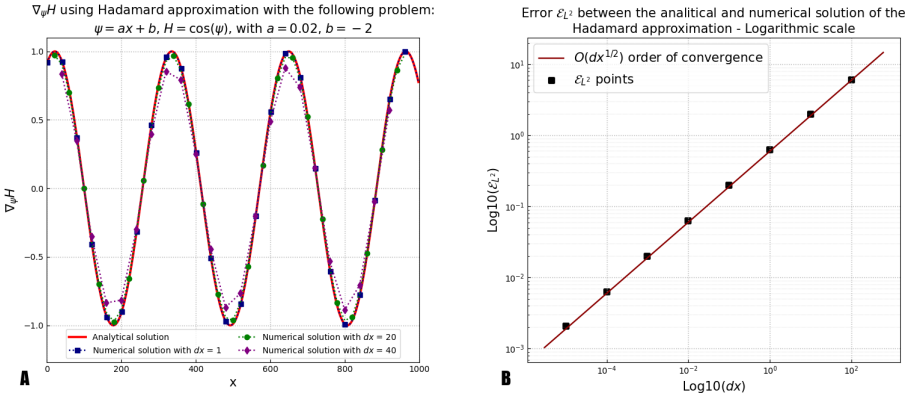 ∇ψH using Hadamard approximation with the following problem:
ψ = ax + b, H = cos(ψ), with a = 0.02, b = −2
1.0
0.5
0.0
−0.5
−1.0
∇ψH
0
200
400
600
800
1000
x
Analytical solution
Numerical solution with dx = 1
Numerical solution with dx = 20
Numerical solution with dx = 40
A
Error ℰL² between the analitical and numerical solution of the
Hadamard approximation - Logarithmic scale
O(dx^1/2) order of convergence
ℰL² points
10^1
10^0
10^−1
10^−2
10^−3
Log10(ℰL²)
10^−4
10^−2
10^0
10^2
Log10(dx)
B